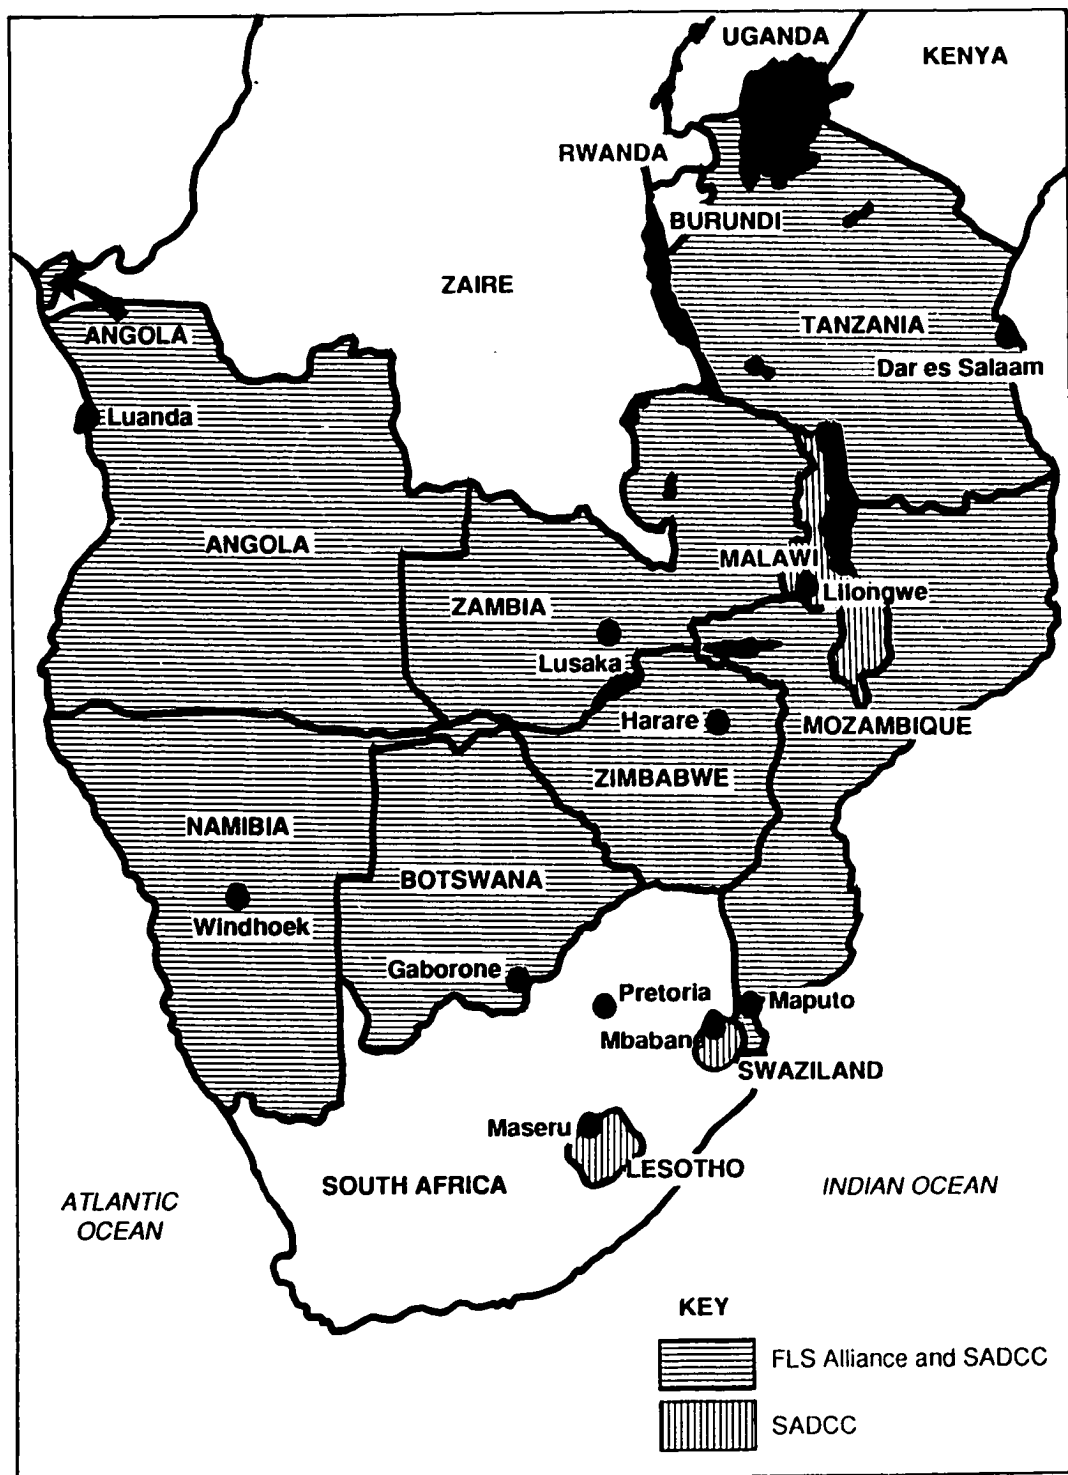 UGANDA
KENYA
RWANDA
BURUNDI
ZAIRE
TANZANIA
ANGOLA
Dar es Salaam
Luanda
ANGOLA
MALAWI
Lilongwe
ZAMBIA
Lusaka
Harare
MOZAMBIQUE
ZIMBABWE
NAMIBIA
BOTSWANA
Windhoek
Gaborone
Pretoria
Maputo
Mbabane
SWAZILAND
Maseru
LESOTHO
SOUTH AFRICA
ATLANTIC
OCEAN
INDIAN OCEAN
KEY
FLS Alliance and SADCC
SADCC